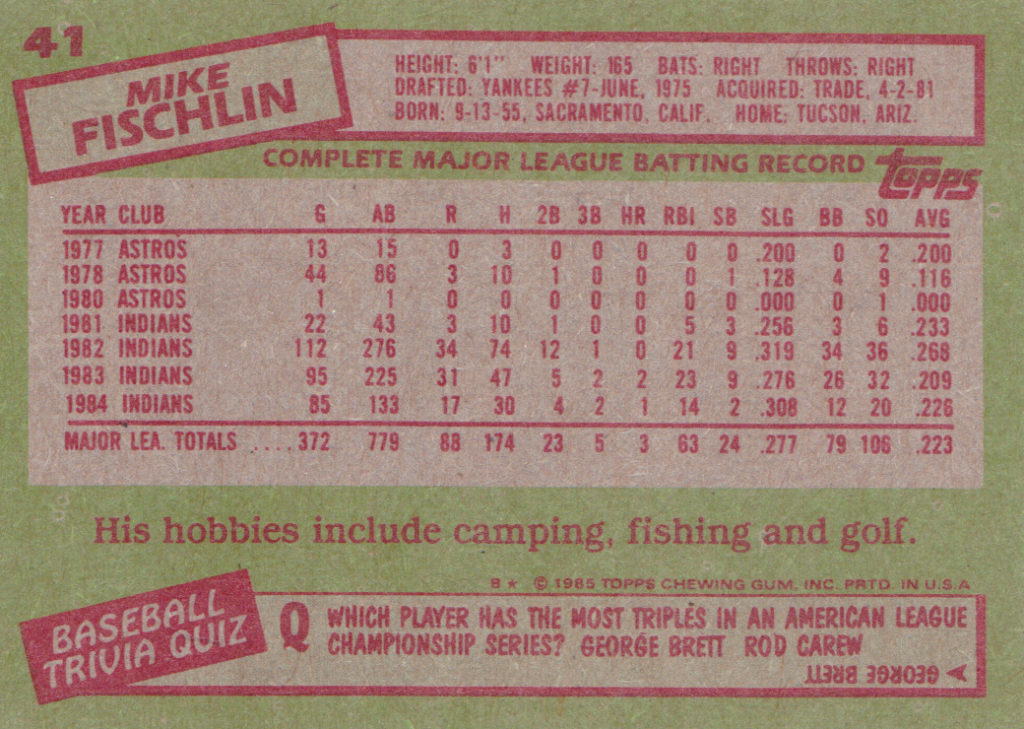 41
MIKE
FISCHLIN
HEIGHT: 6'1" WEIGHT: 165 BATS: RIGHT THROWS: RIGHT
DRAFTED: YANKEES #7-JUNE, 1975 ACQUIRED: TRADE, 4-2-81
BORN: 9-13-55, SACRAMENTO, CALIF. HOME: TUCSON, ARIZ.
COMPLETE MAJOR LEAGUE BATTING RECORD
Topps
YEAR CLUB G AB R H 2B 3B HR RBI SB SLG BB SO AVG
1977 ASTROS 13 15 0 3 0 0 0 0 0 .200 0 2 .200
1978 ASTROS 44 86 3 10 1 0 0 0 1 .128 4 9 .116
1980 ASTROS 1 1 0 0 0 0 0 0 0 .000 0 1 .000
1981 INDIANS 22 43 3 10 1 0 0 5 3 .256 3 6 .233
1982 INDIANS 112 276 34 74 12 1 0 21 9 .319 34 36 .268
1983 INDIANS 95 225 31 47 5 2 2 23 9 .276 26 32 .209
1984 INDIANS 85 133 17 30 4 2 1 14 2 .308 12 20 .226
MAJOR LEA. TOTALS ....372 779 88 174 23 5 3 63 24 .277 79 106 .223
His hobbies include camping, fishing and golf.
B★ © 1985 TOPPS CHEWING GUM, INC. PRTD. IN U.S.A
BASEBALL
TRIVIA QUIZ
Q WHICH PLAYER HAS THE MOST TRIPLES IN AN AMERICAN LEAGUE
CHAMPIONSHIP SERIES? GEORGE BRETT ROD CAREW
A GEORGE BRETT